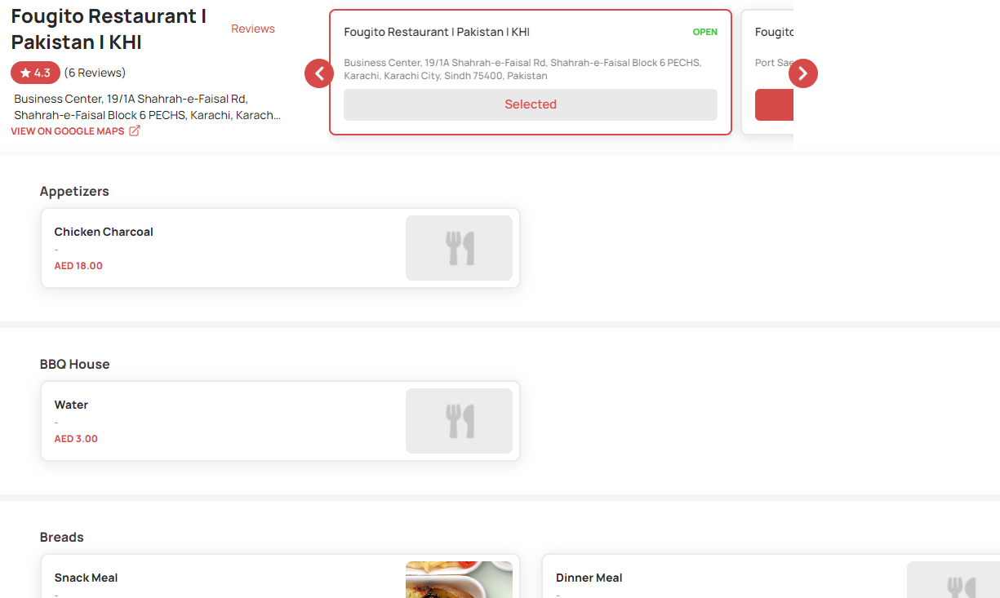 Fougito Restaurant |
Pakistan | KHI
Reviews
4.3 (6 Reviews)
Business Center, 19/1A Shahrah-e-Faisal Rd,
Shahrah-e-Faisal Block 6 PECHS, Karachi, Karach...
VIEW ON GOOGLE MAPS
Fougito Restaurant | Pakistan | KHI
OPEN
Business Center, 19/1A Shahrah-e-Faisal Rd, Shahrah-e-Faisal Block 6 PECHS,
Karachi, Karachi City, Sindh 75400, Pakistan
Selected
Fougito
Port Sae
Appetizers
Chicken Charcoal
-
AED 18.00
BBQ House
Water
-
AED 3.00
Breads
Snack Meal
-
Dinner Meal
-